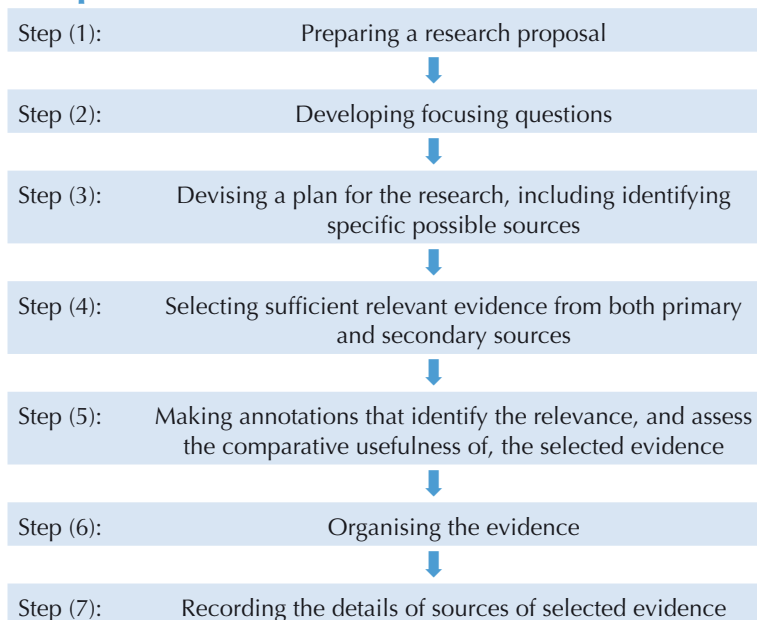 Step (1): Preparing a research proposal
Step (2): Developing focusing questions
Step (3): Devising a plan for the research, including identifying
specific possible sources
Step (4): Selecting sufficient relevant evidence from both primary
and secondary sources
Step (5): Making annotations that identify the relevance, and assess
the comparative usefulness of, the selected evidence
Step (6): Organising the evidence
Step (7): Recording the details of sources of selected evidence